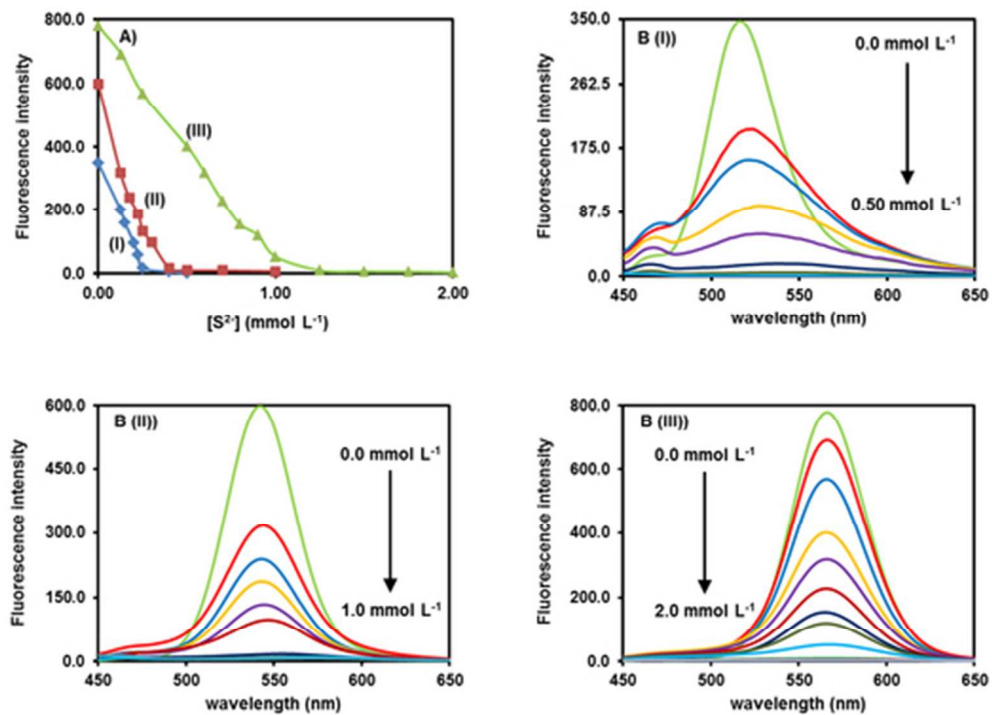 A)
Fluorescence intensity
800.0
600.0
400.0
200.0
0.0
(I)
(II)
(III)
0.00
1.00
2.00
[S²⁻] (mmol L⁻¹)
B (I))
Fluorescence intensity
350.0
262.5
175.0
87.5
0.0
0.0 mmol L⁻¹
0.50 mmol L⁻¹
450
500
550
600
650
wavelength (nm)
B (II))
Fluorescence intensity
600.0
450.0
300.0
150.0
0.0
0.0 mmol L⁻¹
1.0 mmol L⁻¹
450
500
550
600
650
wavelength (nm)
B (III))
Fluorescence intensity
800.0
600.0
400.0
200.0
0.0
0.0 mmol L⁻¹
2.0 mmol L⁻¹
450
500
550
600
650
wavelength (nm)